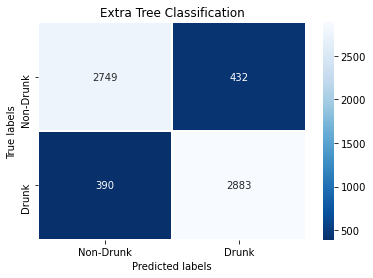 Extra Tree Classification
True labels
Non-Drunk
Drunk
2749
432
390
2883
Non-Drunk
Drunk
Predicted labels
2500
2000
1500
1000
500